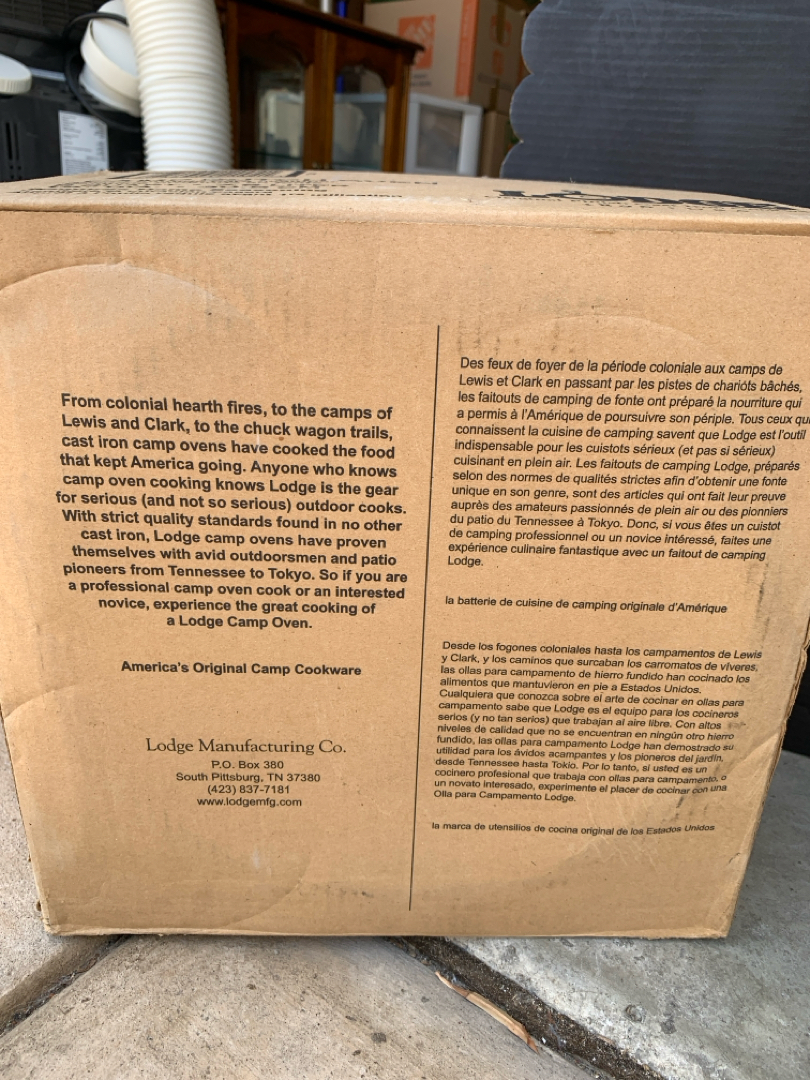 LODGE
From colonial hearth fires, to the camps of
Lewis and Clark, to the chuck wagon trails,
cast iron camp ovens have cooked the food
that kept America going. Anyone who knows
camp oven cooking knows Lodge is the gear
for serious (and not so serious) outdoor cooks.
With strict quality standards found in no other
cast iron, Lodge camp ovens have proven
themselves with avid outdoorsmen and patio
pioneers from Tennessee to Tokyo. So if you are
a professional camp oven cook or an interested
novice, experience the great cooking of
a Lodge Camp Oven.
America's Original Camp Cookware
Lodge Manufacturing Co.
P.O. Box 380
South Pittsburg, TN 37380
(423) 837-7181
www.lodgemfg.com
Des feux de foyer de la période coloniale aux camps de
Lewis et Clark en passant par les pistes de chariots bâchés,
les faitouts de camping de fonte ont préparé la nourriture qui
a permis à l'Amérique de poursuivre son périple. Tous ceux qui
connaissent la cuisine de camping savent que Lodge est l'outil
indispensable pour les cuistots sérieux (et pas si sérieux)
cuisinant en plein air. Les faitouts de camping Lodge, préparés
selon des normes de qualités strictes afin d'obtenir une fonte
unique en son genre, sont des articles qui ont fait leur preuve
auprès des amateurs passionnés de plein air ou des pionniers
du patio du Tennessee à Tokyo. Donc, si vous êtes un cuistot
de camping professionnel ou un novice intéressé, faites une
expérience culinaire fantastique avec un faitout de camping
Lodge.
la batterie de cuisine de camping originale d'Amérique
Desde los fogones coloniales hasta los campamentos de Lewis
y Clark, y los caminos que surcaban los carromatos de víveres,
las ollas para campamento de hierro fundido han cocinado los
alimentos que mantuvieron en pie a Estados Unidos.
Cualquiera que conozca sobre el arte de cocinar en ollas para
campamento sabe que Lodge es el equipo para los cocineros
serios (y no tan serios) que trabajan al aire libre. Con altos
niveles de calidad que no se encuentran en ningún otro hierro
fundido, las ollas para campamento Lodge han demostrado su
utilidad para los ávidos acampantes y los pioneros del jardín,
desde Tennessee hasta Tokio. Por lo tanto, si usted es un
cocinero profesional que trabaja con ollas para campamento, o
un novato interesado, experimente el placer de cocinar con una
Olla para Campamento Lodge.
la marca de utensilios de cocina original de los Estados Unidos